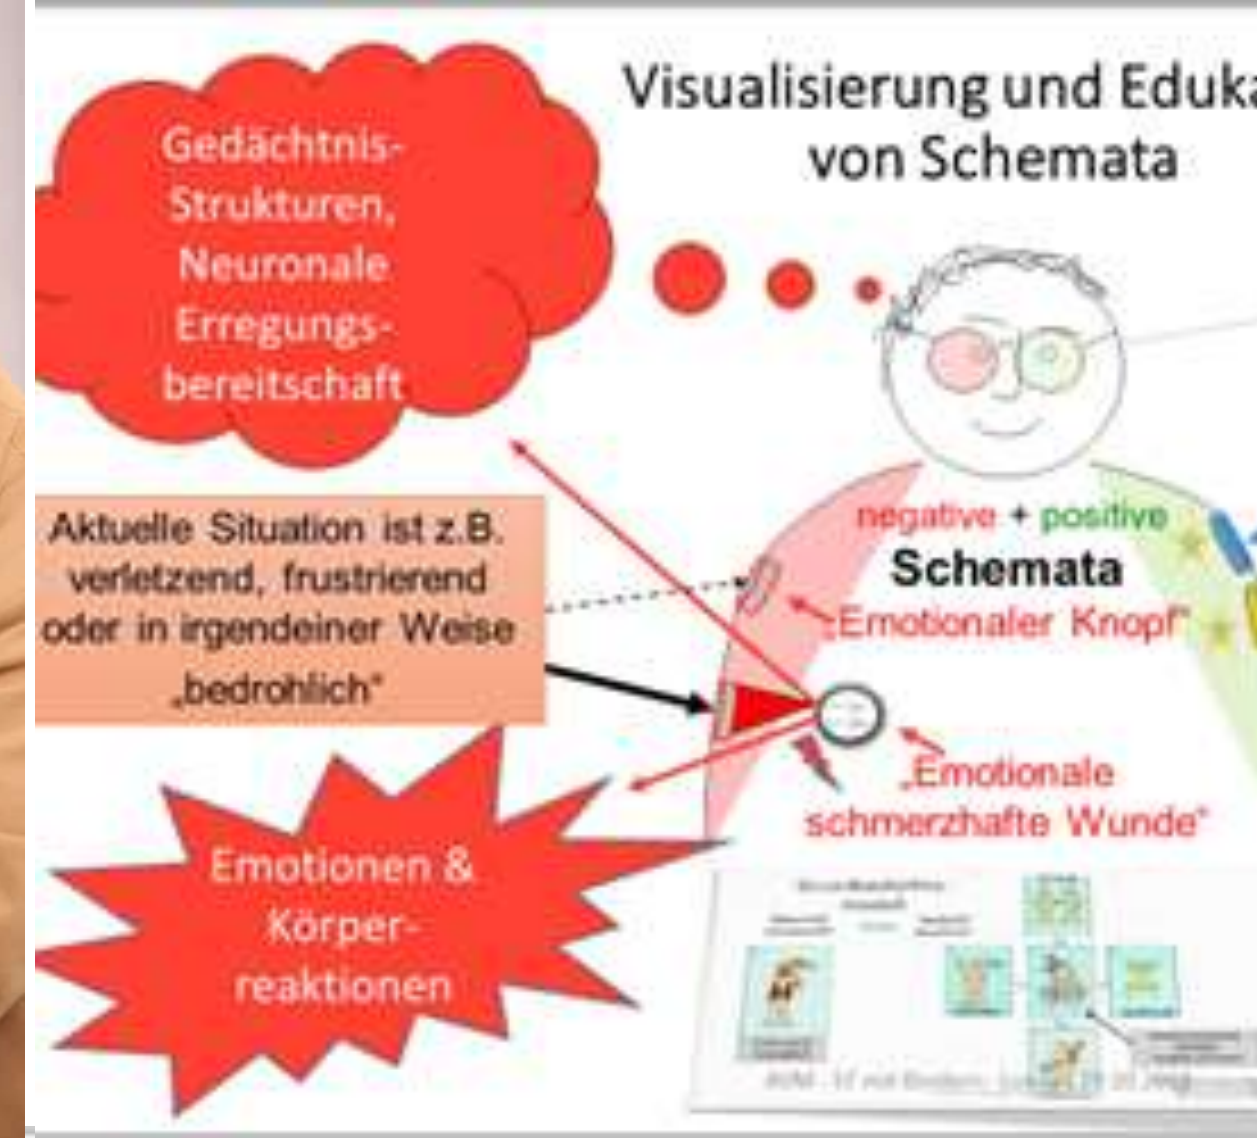 Visualisierung und Eduka
von Schemata
Gedächtnis-
Strukturen,
Neuronale
Erregungs-
bereitschaft
Aktuelle Situation ist z.B.
verletzend, frustrierend
oder in irgendeiner Weise
„bedrohlich“
negative + positive
Schemata
„Emotionaler Knopf“
„Emotionale
schmerzhafte Wunde“
Emotionen &
Körper-
reaktionen